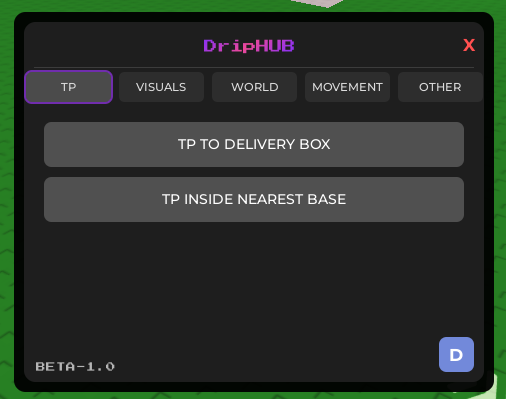 DripHUB
X
TP VISUALS WORLD MOVEMENT OTHER
TP TO DELIVERY BOX
TP INSIDE NEAREST BASE
D
BETA-1.0